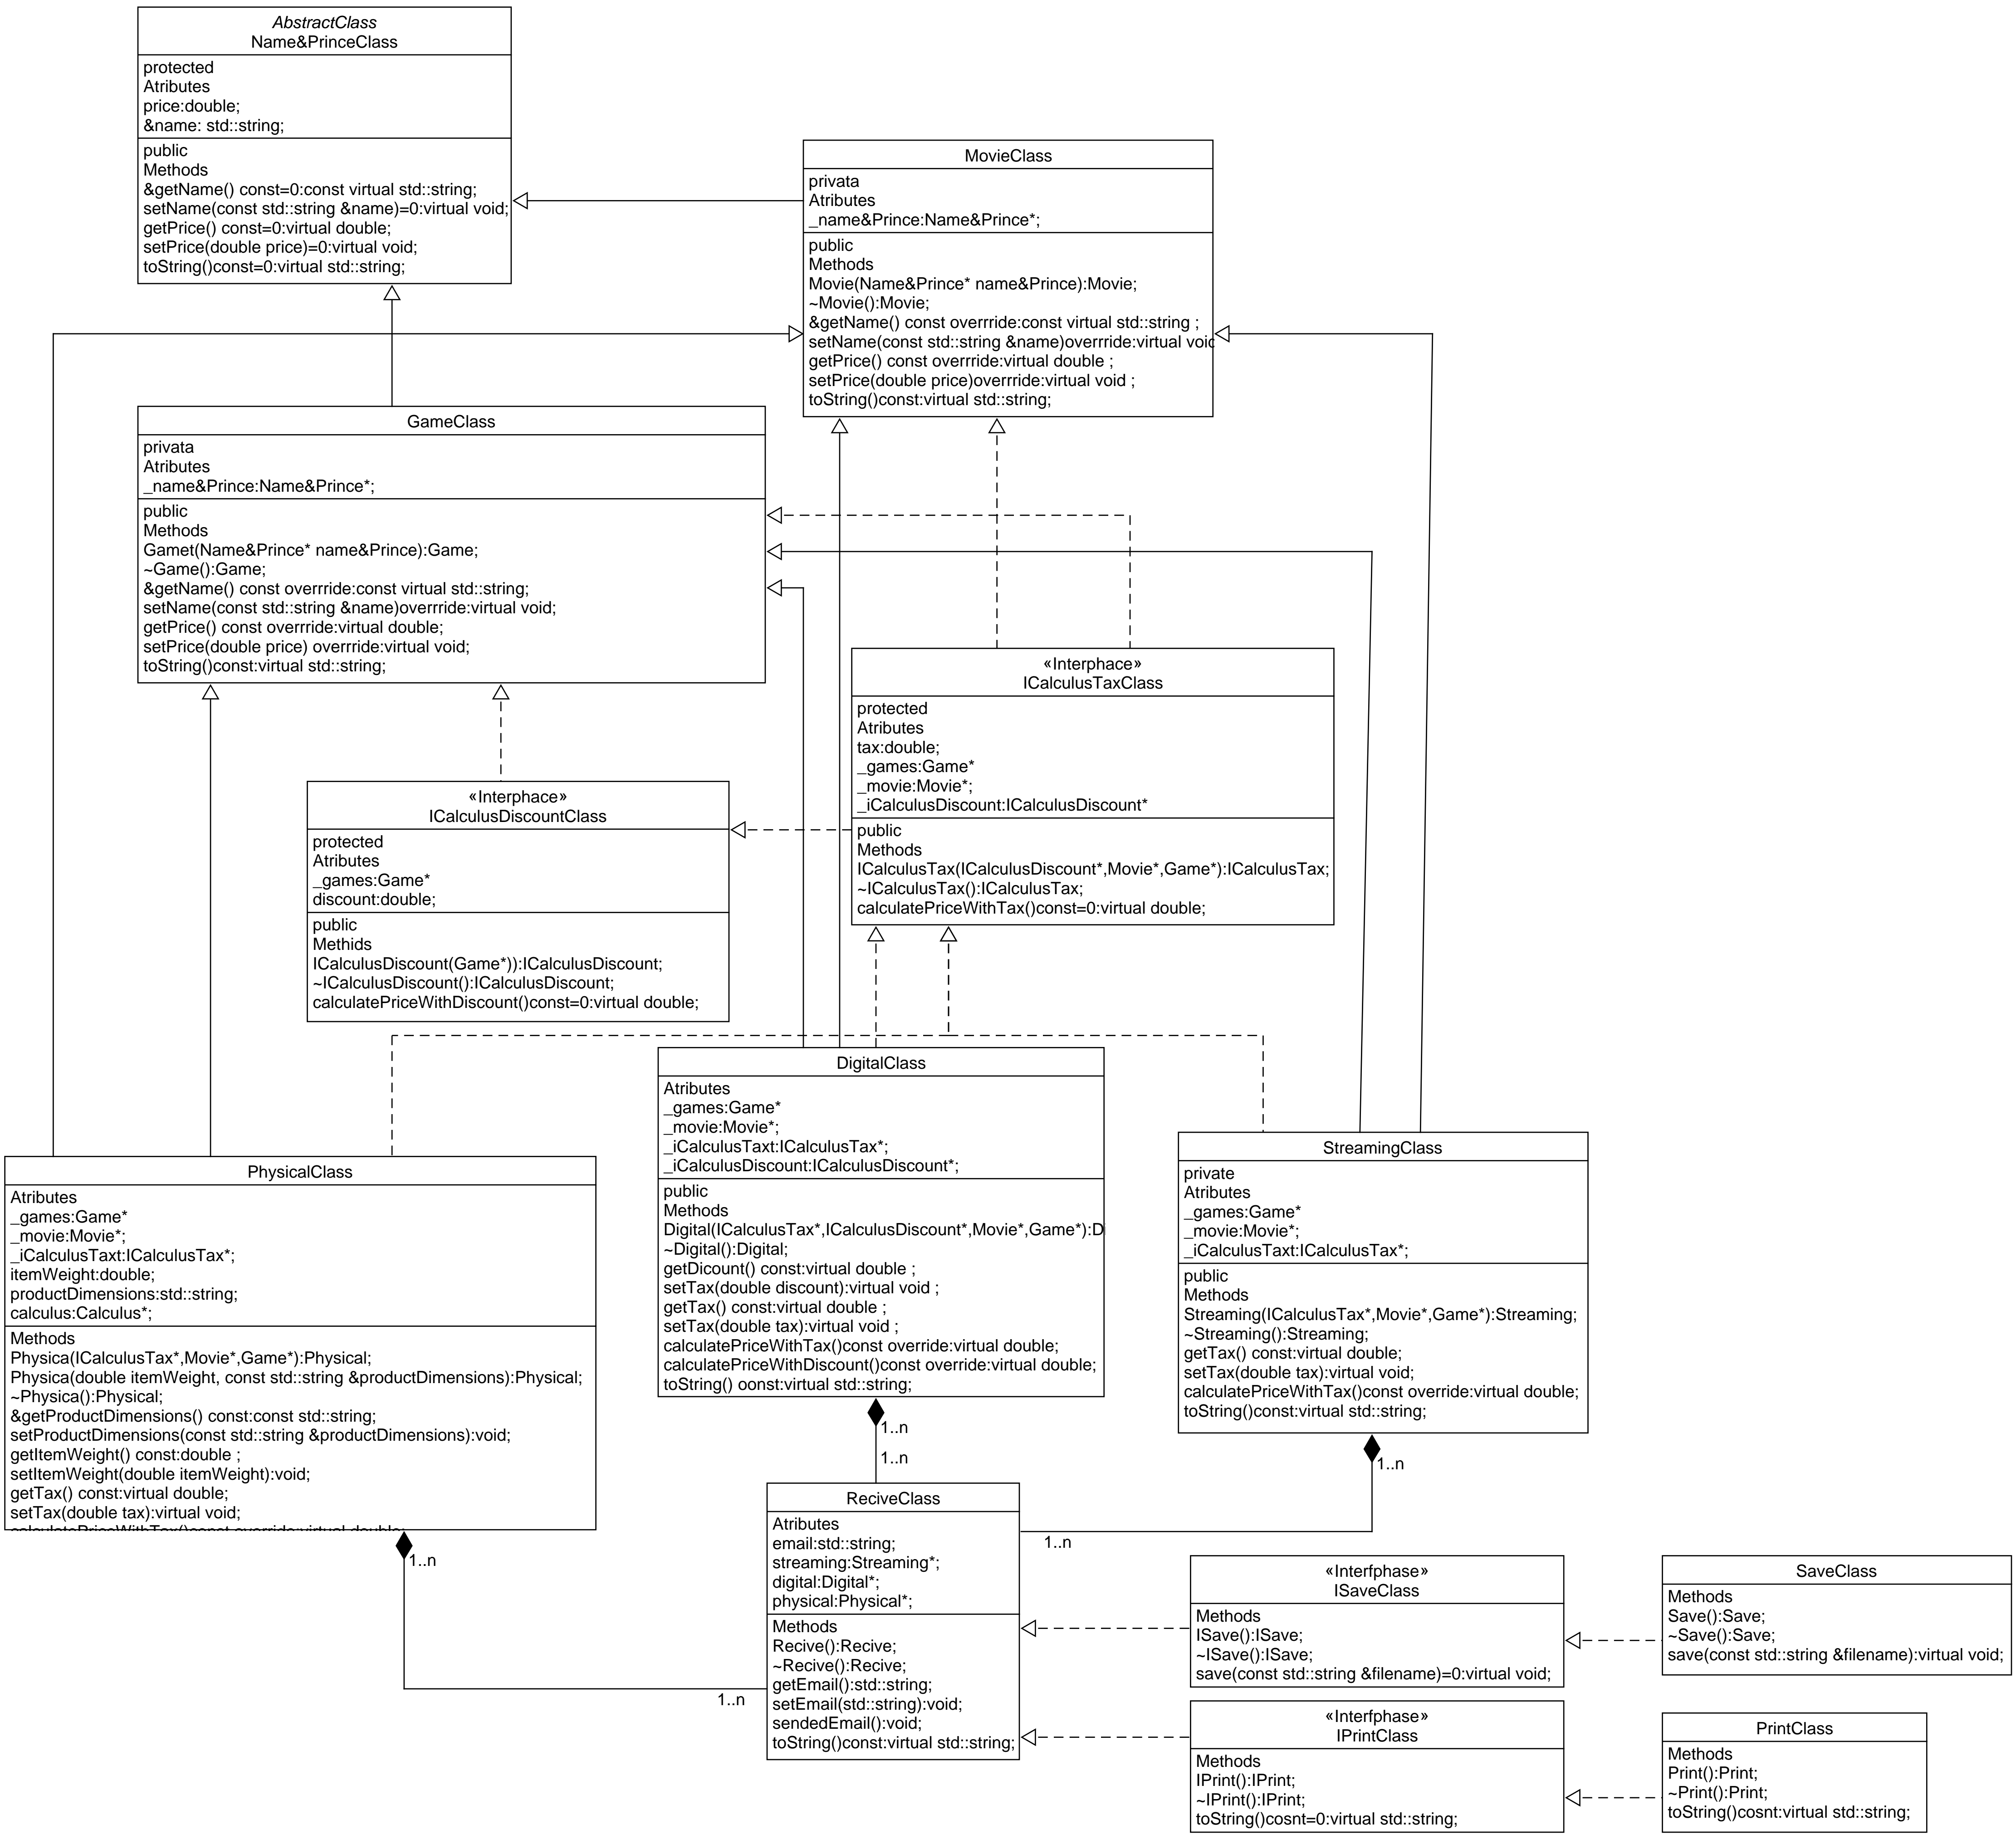 AbstractClass
Name&PrinceClass
protected
Atributes
price:double;
&name: std::string;
public
Methods
&getName() const=0:const virtual std::string;
setName(const std::string &name)=0:virtual void;
getPrice() const=0:virtual double;
setPrice(double price)=0:virtual void;
toString()const=0:virtual std::string;
MovieClass
privata
Atributes
_name&Prince:Name&Prince*;
public
Methods
Movie(Name&Prince* name&Prince):Movie;
~Movie():Movie;
&getName() const overrride:const virtual std::string ;
setName(const std::string &name)overrride:virtual voic
getPrice() const overrride:virtual double ;
setPrice(double price)overrride:virtual void ;
toString()const:virtual std::string;
GameClass
privata
Atributes
_name&Prince:Name&Prince*;
public
Methods
Gamet(Name&Prince* name&Prince):Game;
~Game():Game;
&getName() const overrride:const virtual std::string;
setName(const std::string &name)overrride:virtual void;
getPrice() const overrride:virtual double;
setPrice(double price) overrride:virtual void;
toString()const:virtual std::string;
«Interphace»
ICalculusTaxClass
protected
Atributes
tax:double;
_games:Game*
_movie:Movie*;
_iCalculusDiscount:ICalculusDiscount*
public
Methods
ICalculusTax(ICalculusDiscount*,Movie*,Game*):ICalculusTax;
~ICalculusTax():ICalculusTax;
calculatePriceWithTax()const=0:virtual double;
«Interphace»
ICalculusDiscountClass
protected
Atributes
_games:Game*
discount:double;
public
Methids
ICalculusDiscount(Game*)):ICalculusDiscount;
~ICalculusDiscount():ICalculusDiscount;
calculatePriceWithDiscount()const=0:virtual double;
DigitalClass
Atributes
_games:Game*
_movie:Movie*;
_iCalculusTaxt:ICalculusTax*;
_iCalculusDiscount:ICalculusDiscount*;
public
Methods
Digital(ICalculusTax*,ICalculusDiscount*,Movie*,Game*):D
~Digital():Digital;
getDicount() const:virtual double ;
setTax(double discount):virtual void ;
getTax() const:virtual double ;
setTax(double tax):virtual void ;
calculatePriceWithTax()const override:virtual double;
calculatePriceWithDiscount()const override:virtual double;
toString() oonst:virtual std::string;
StreamingClass
private
Atributes
_games:Game*
_movie:Movie*;
_iCalculusTaxt:ICalculusTax*;
public
Methods
Streaming(ICalculusTax*,Movie*,Game*):Streaming;
~Streaming():Streaming;
getTax() const:virtual double;
setTax(double tax):virtual void;
calculatePriceWithTax()const override:virtual double;
toString()const:virtual std::string;
PhysicalClass
Atributes
_games:Game*
_movie:Movie*;
_iCalculusTaxt:ICalculusTax*;
itemWeight:double;
productDimensions:std::string;
calculus:Calculus*;
Methods
Physica(ICalculusTax*,Movie*,Game*):Physical;
Physica(double itemWeight, const std::string &productDimensions):Physical;
~Physica():Physical;
&getProductDimensions() const:const std::string;
setProductDimensions(const std::string &productDimensions):void;
getItemWeight() const:double ;
setItemWeight(double itemWeight):void;
getTax() const:virtual double;
setTax(double tax):virtual void;
calculatePriceWithTax()const override:virtual double;
1..n
1..n
1..n
1..n
1..n
1..n
ReciveClass
Atributes
email:std::string;
streaming:Streaming*;
digital:Digital*;
physical:Physical*;
Methods
Recive():Recive;
~Recive():Recive;
getEmail():std::string;
setEmail(std::string):void;
sendedEmail():void;
toString()const:virtual std::string;
«Interfphase»
ISaveClass
Methods
ISave():ISave;
~ISave():ISave;
save(const std::string &filename)=0:virtual void;
SaveClass
Methods
Save():Save;
~Save():Save;
save(const std::string &filename):virtual void;
«Interfphase»
IPrintClass
Methods
IPrint():IPrint;
~IPrint():IPrint;
toString()cosnt=0:virtual std::string;
PrintClass
Methods
Print():Print;
~Print():Print;
toString()cosnt:virtual std::string;